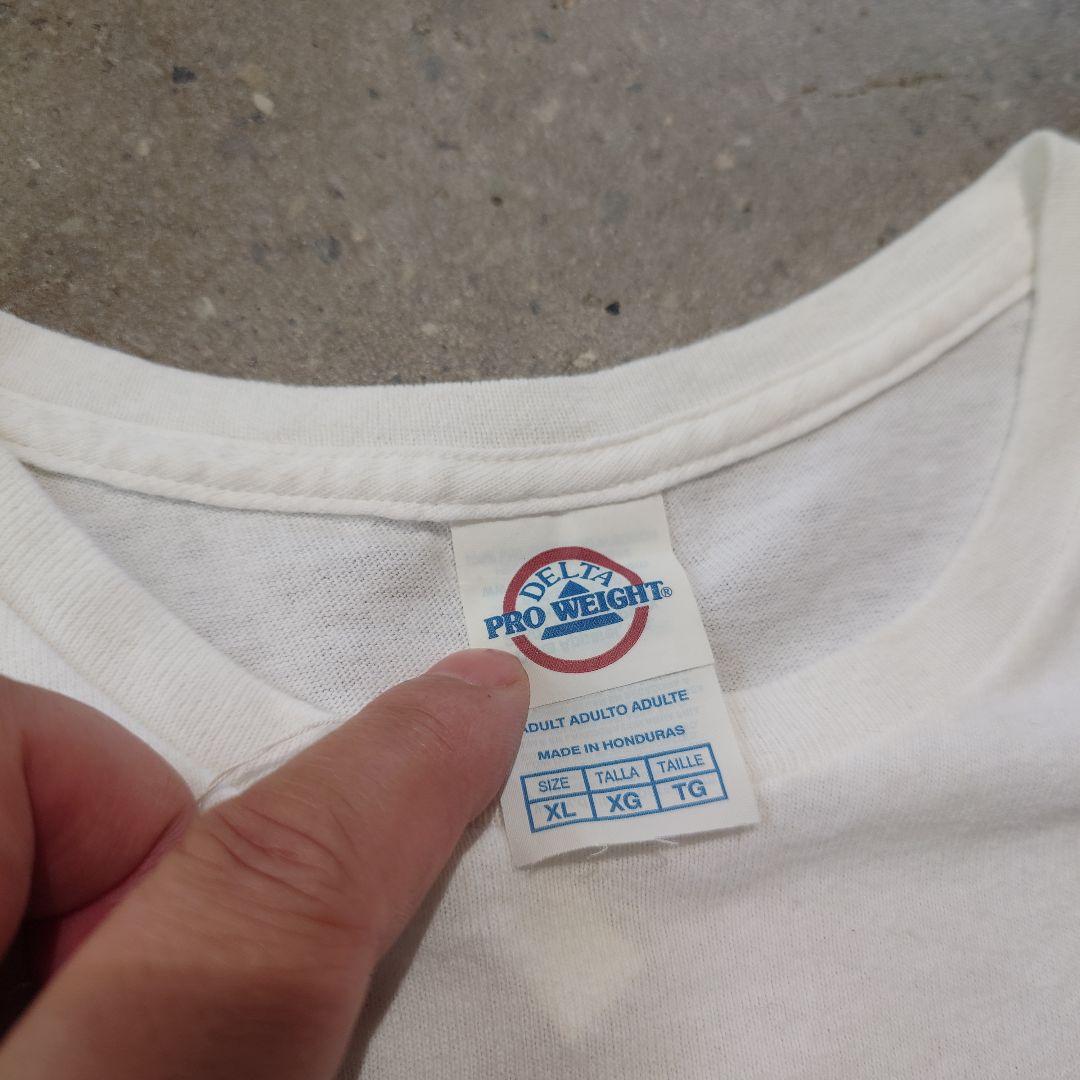 DELTA
PRO WEIGHT®
ADULT ADULTO ADULTE
MADE IN HONDURAS
SIZE TALLA TAILLE
XL XG TG